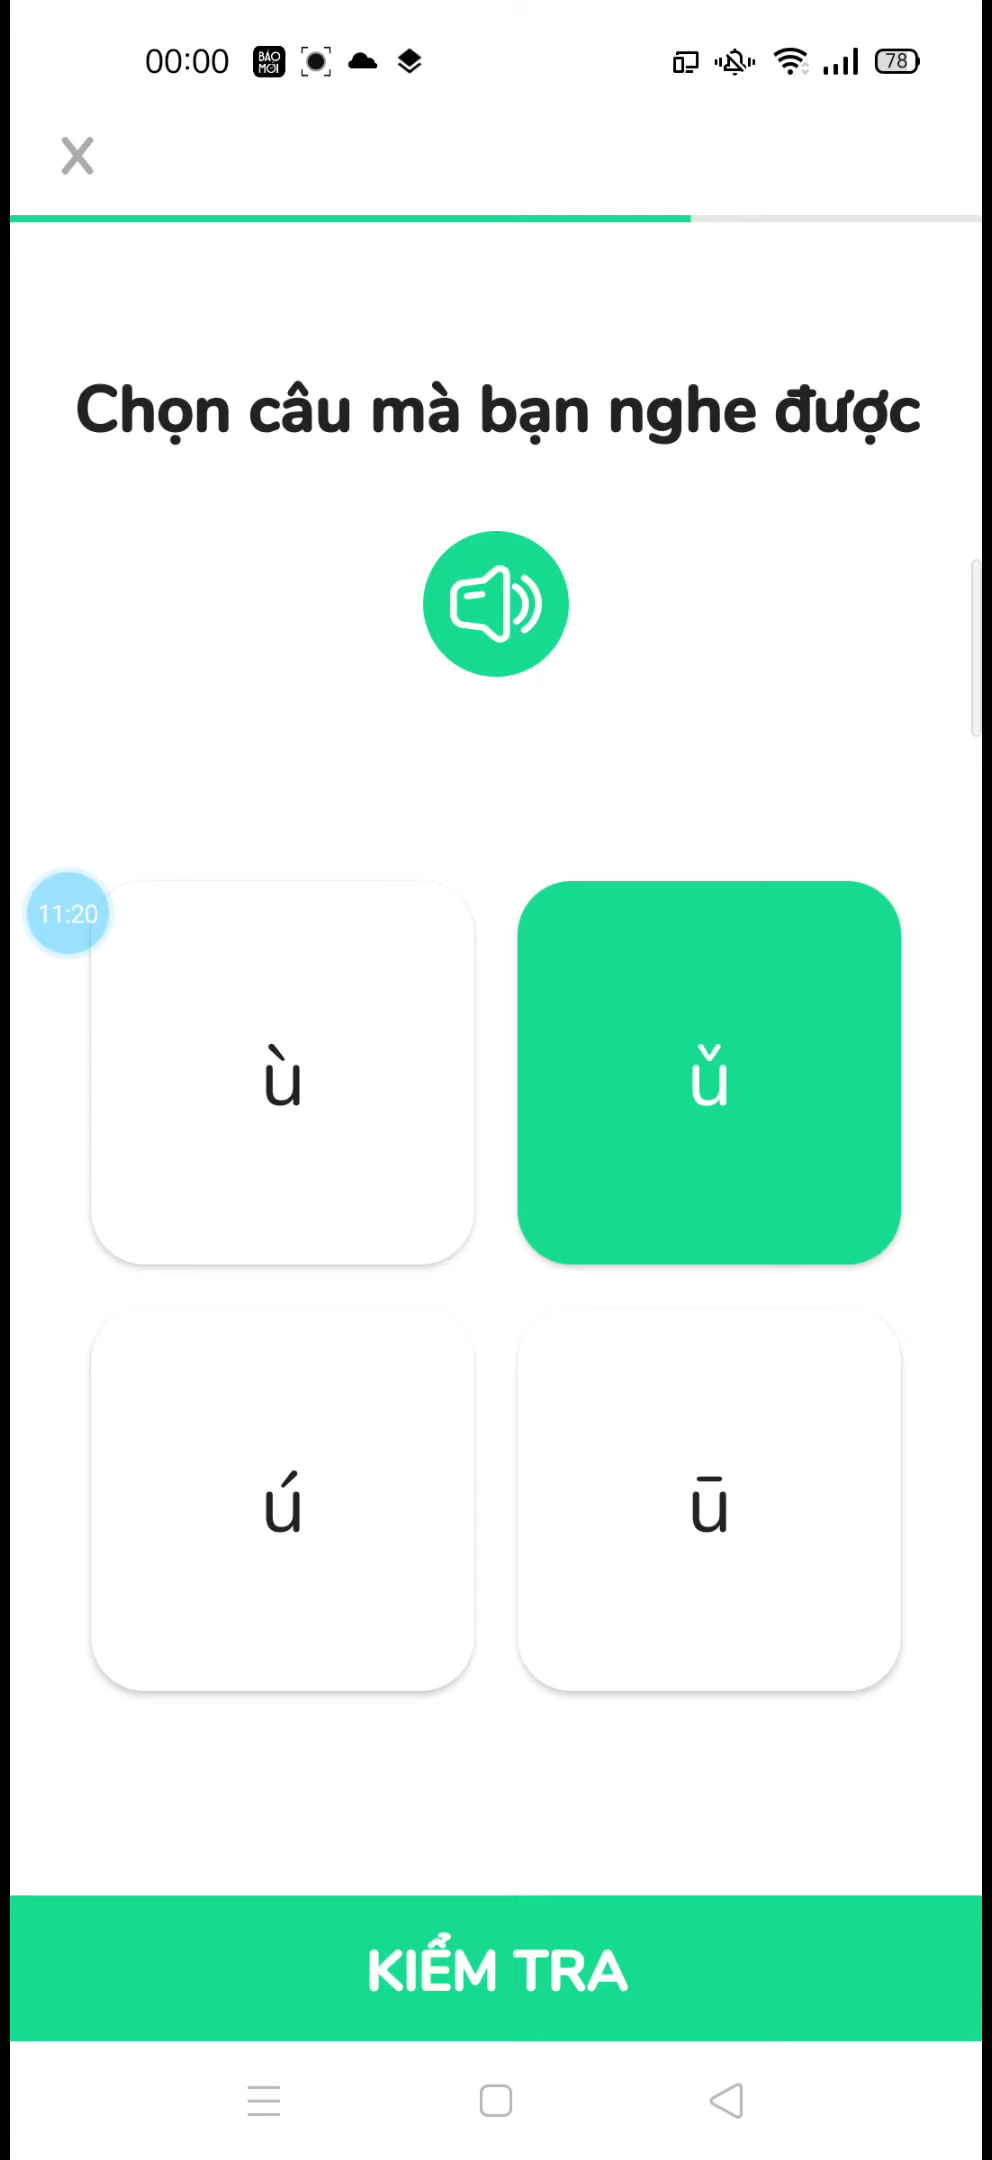 00:00 BÁO MỚI 78
Chọn câu mà bạn nghe được
11:20
ù ǔ
ú ū
KIỂM TRA